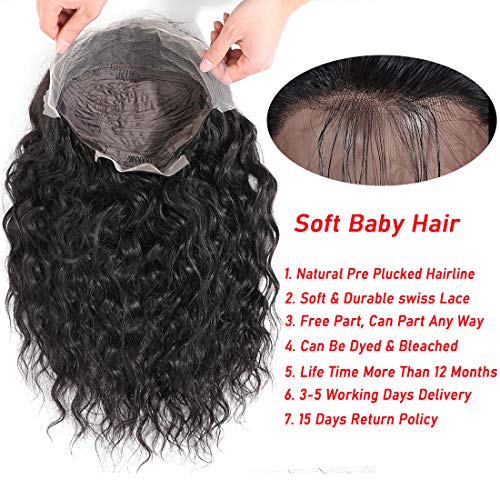 Soft Baby Hair
1. Natural Pre Plucked Hairline
2. Soft & Durable swiss Lace
3. Free Part, Can Part Any Way
4. Can Be Dyed & Bleached
5. Life Time More Than 12 Months
6. 3-5 Working Days Delivery
7. 15 Days Return Policy